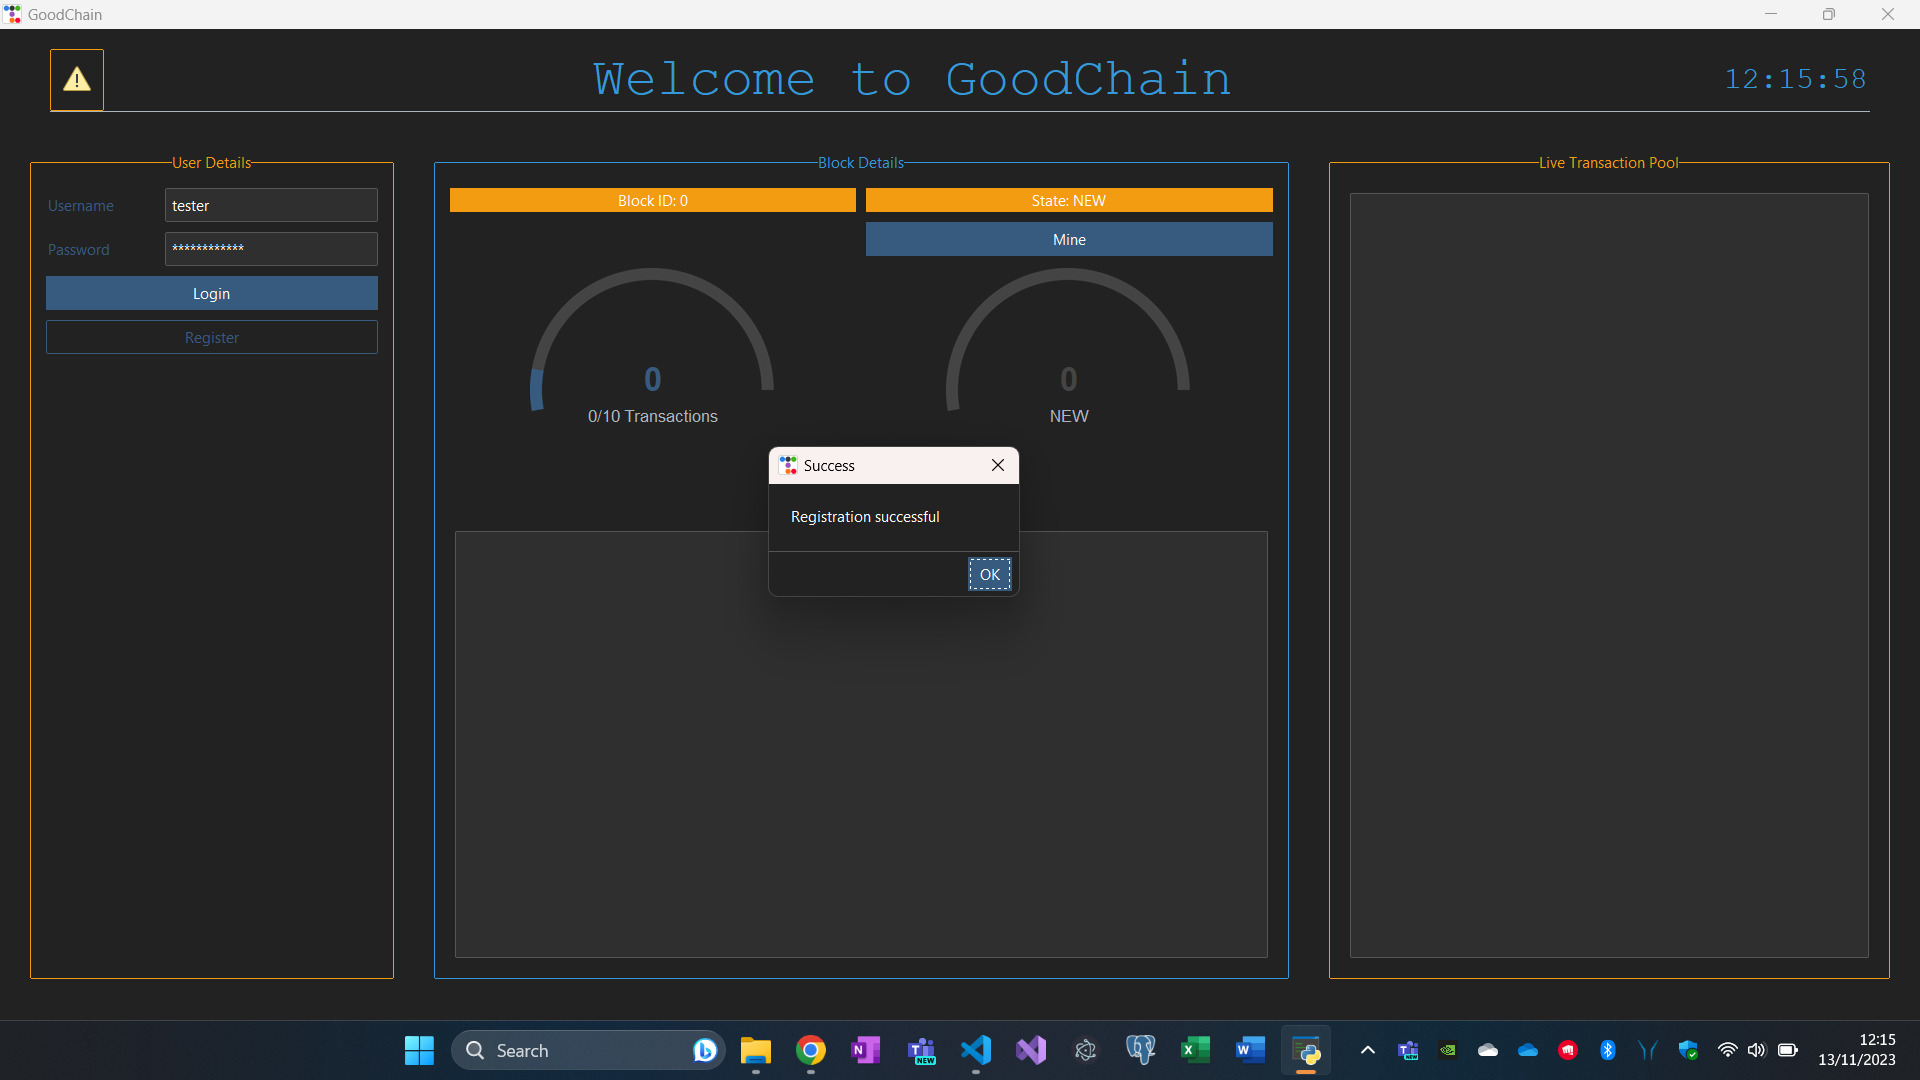 GoodChain
Welcome to GoodChain
12:15:58
User Details
Username
tester
Password
************
Login
Register
Block Details
Block ID: 0
State: NEW
Mine
0
0/10 Transactions
0
NEW
Success
Registration successful
OK
Live Transaction Pool
Search
NEW
12:15
13/11/2023